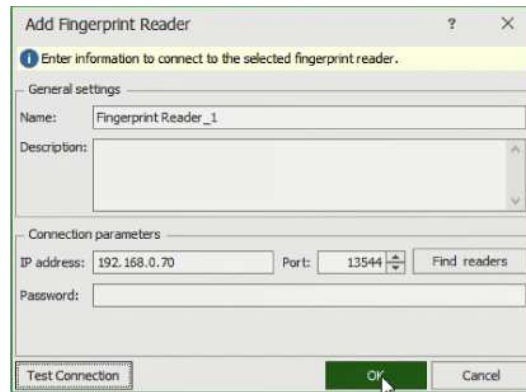 Add Fingerprint Reader ? ×
i Enter information to connect to the selected fingerprint reader.
General settings
Name: Fingerprint Reader_1
Description:
Connection parameters
IP address: 192.168.0.70 Port: 13544 Find readers
Password:
Test Connection OK Cancel